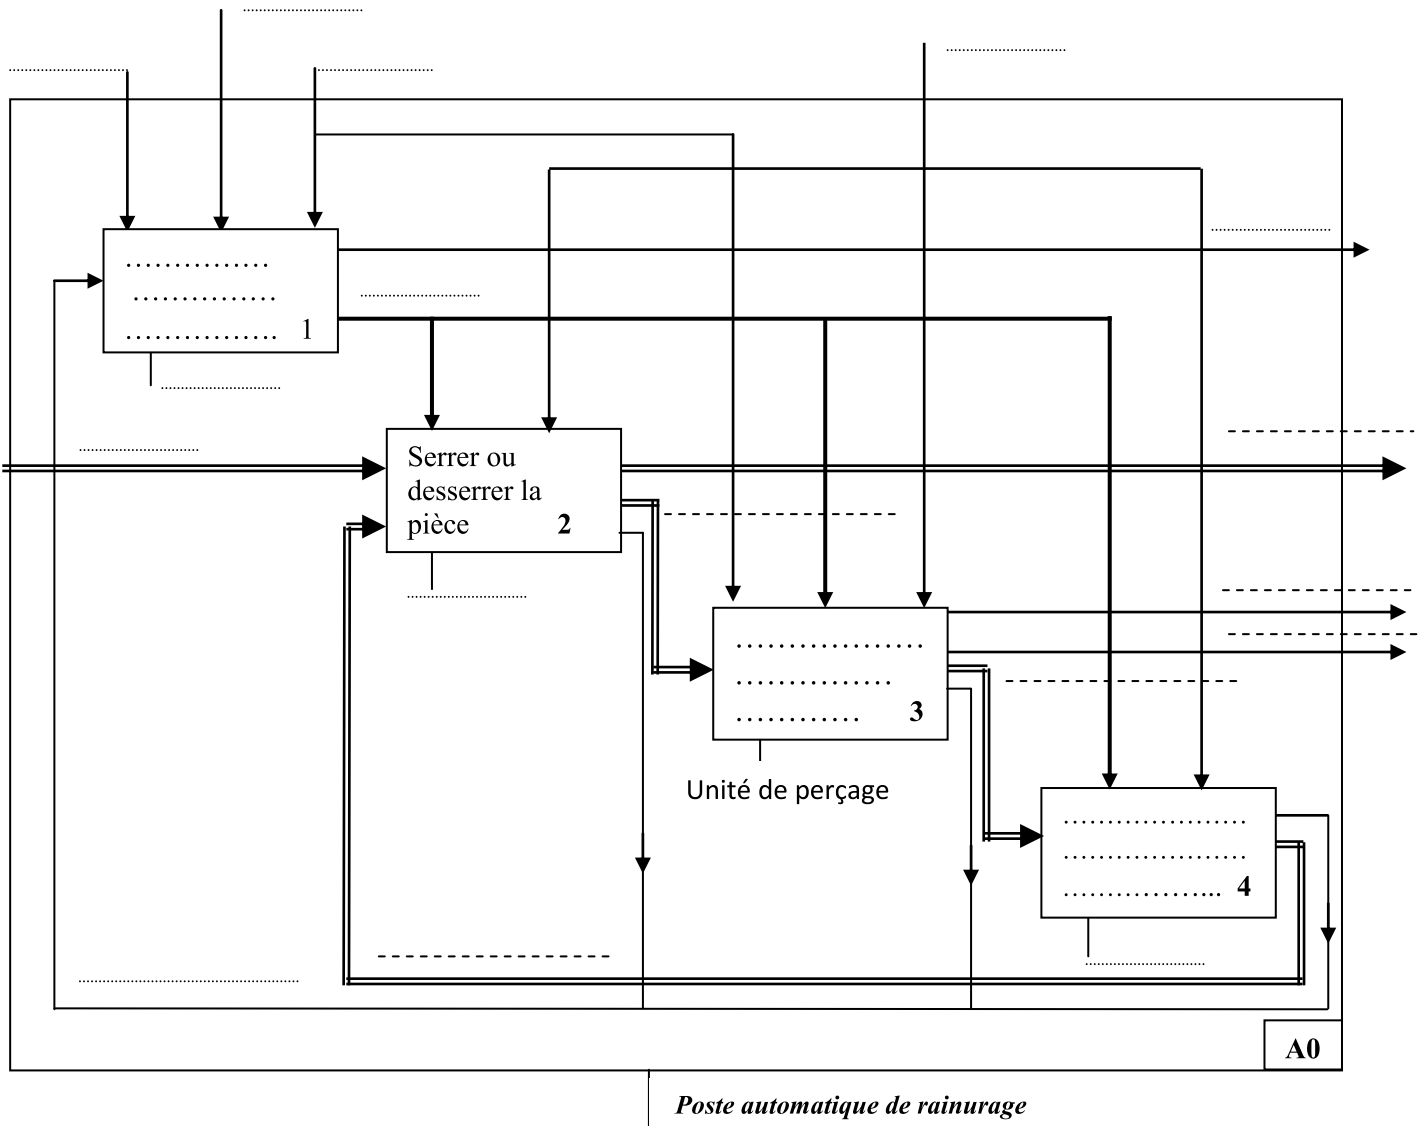 1
Serrer ou
desserrer la
pièce 2
3
Unité de perçage
4
A0
Poste automatique de rainurage